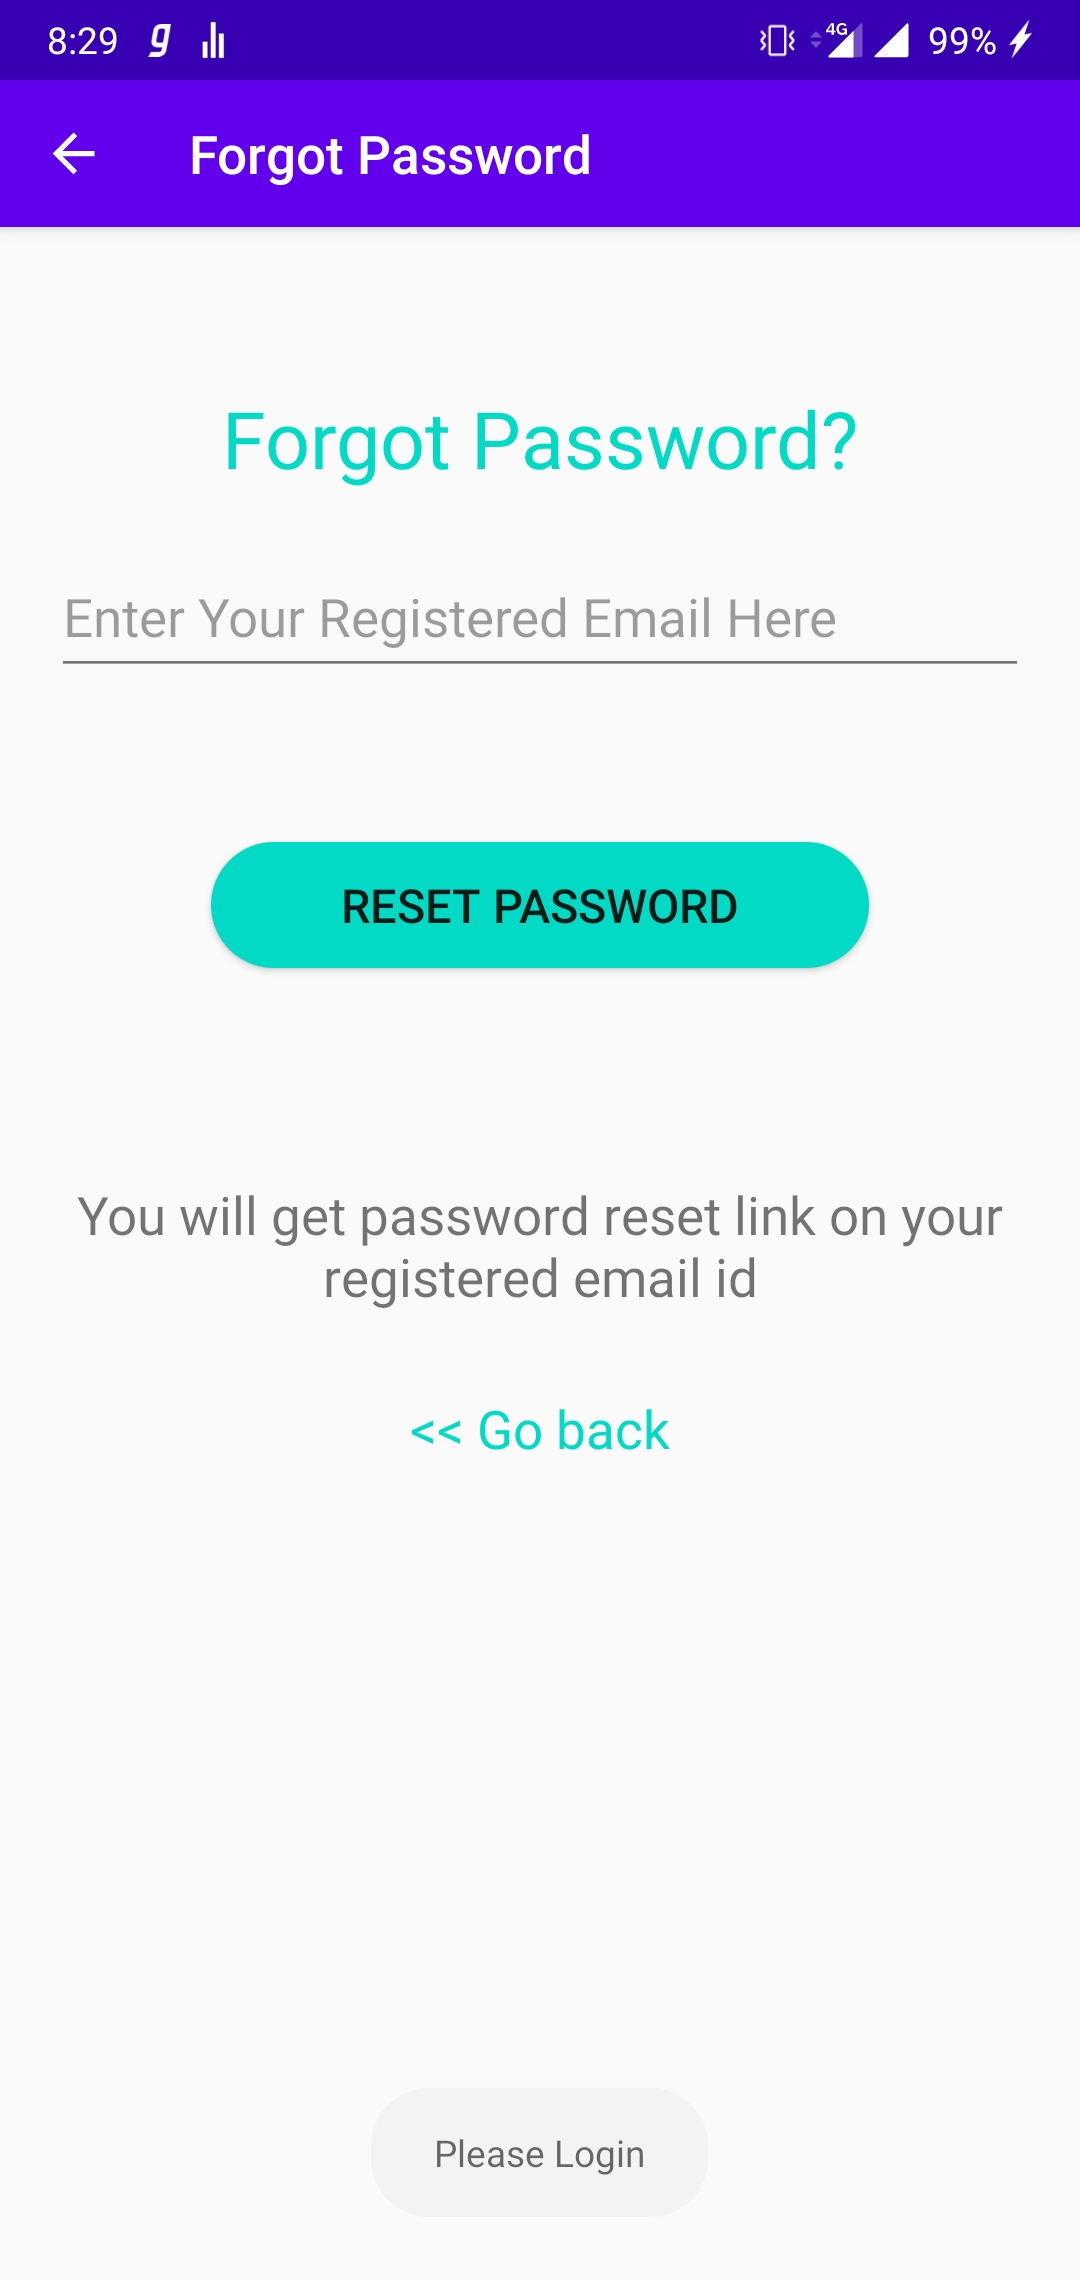 8:29 g 4G 99%
Forgot Password
Forgot Password?
Enter Your Registered Email Here
RESET PASSWORD
You will get password reset link on your
registered email id
<< Go back
Please Login